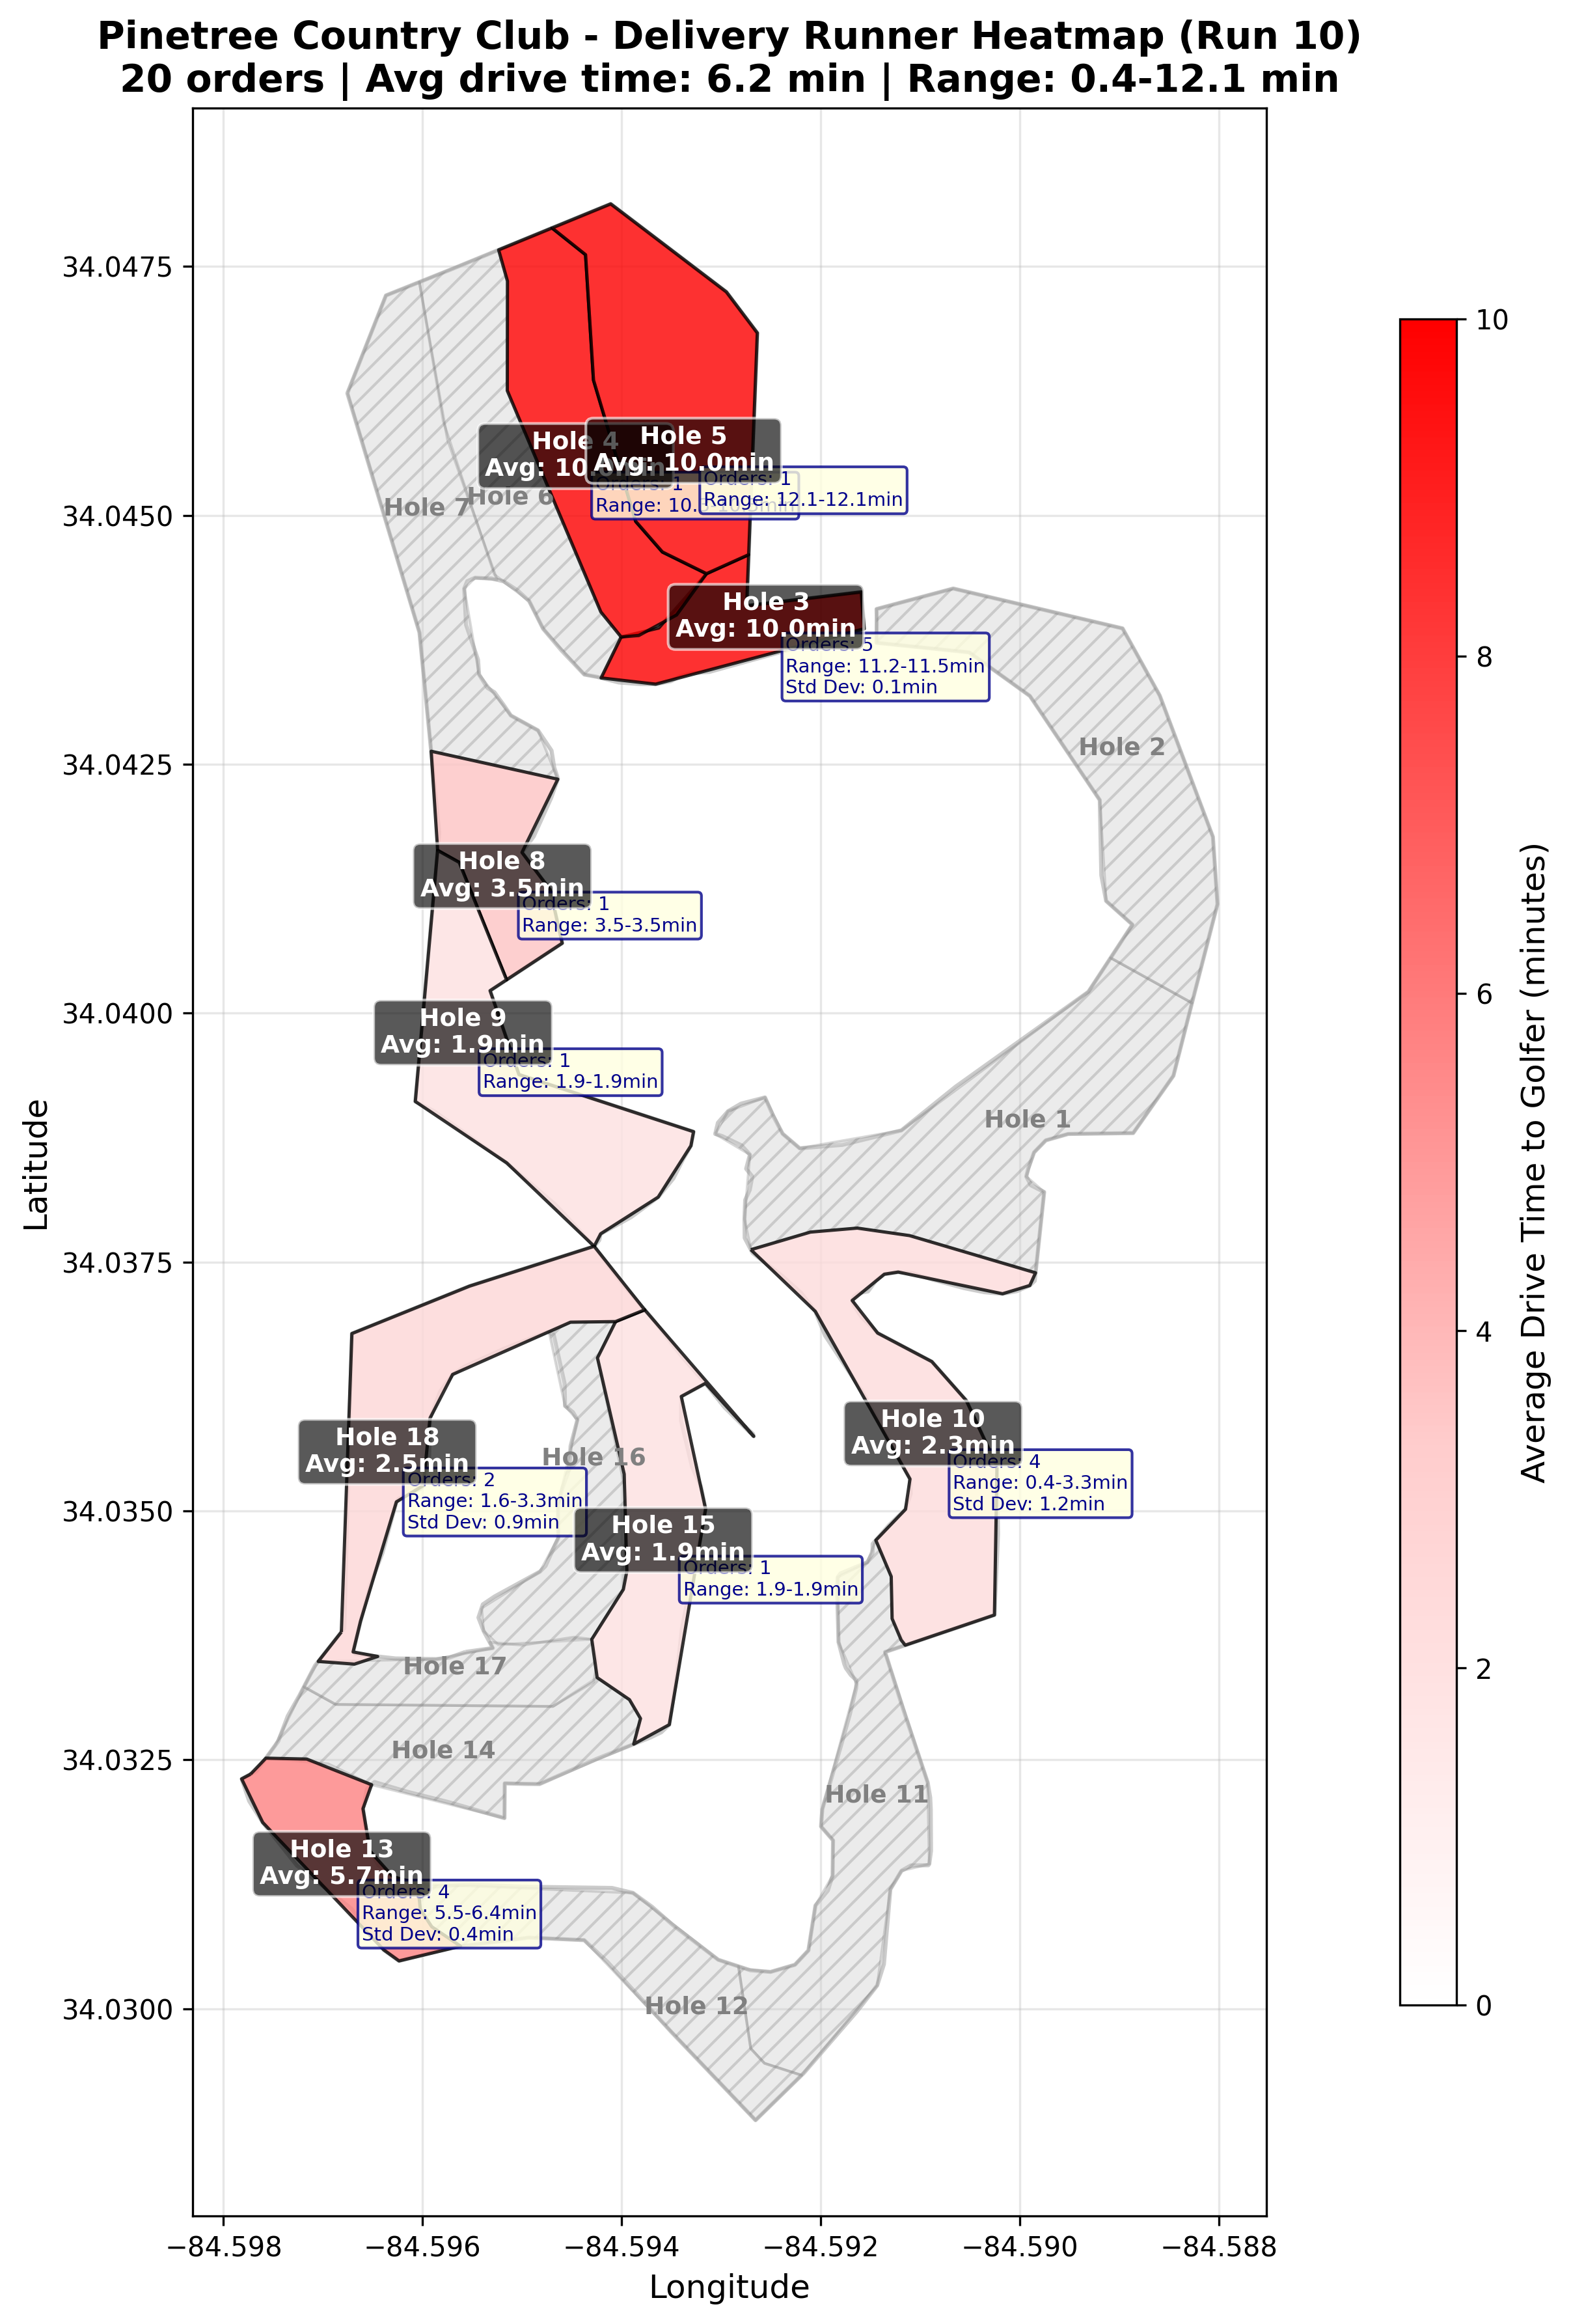 Pinetree Country Club - Delivery Runner Heatmap (Run 10)
20 orders | Avg drive time: 6.2 min | Range: 0.4-12.1 min
Latitude
34.0475
34.0450
34.0425
34.0400
34.0375
34.0350
34.0325
34.0300
Hole 4
Avg: 10.0min
Orders: 1
Range:
Hole 5
Avg: 10.0min
Orders: 1
Range: 12.1-12.1min
Hole 7
Hole 6
Hole 3
Avg: 10.0min
Orders: 5
Range: 11.2-11.5min
Std Dev: 0.1min
Hole 2
Hole 8
Avg: 3.5min
Orders: 1
Range: 3.5-3.5min
Hole 9
Avg: 1.9min
Orders: 1
Range: 1.9-1.9min
Hole 1
Hole 10
Avg: 2.3min
Orders: 4
Range: 0.4-3.3min
Std Dev: 1.2min
Hole 18
Avg: 2.5min
Orders: 2
Range: 1.6-3.3min
Std Dev: 0.9min
Hole 16
Hole 15
Avg: 1.9min
Orders: 1
Range: 1.9-1.9min
Hole 17
Hole 14
Hole 11
Hole 13
Avg: 5.7min
Orders: 4
Range: 5.5-6.4min
Std Dev: 0.4min
Hole 12
−84.598
−84.596
−84.594
−84.592
−84.590
−84.588
Longitude
10
8
6
4
2
0
Average Drive Time to Golfer (minutes)